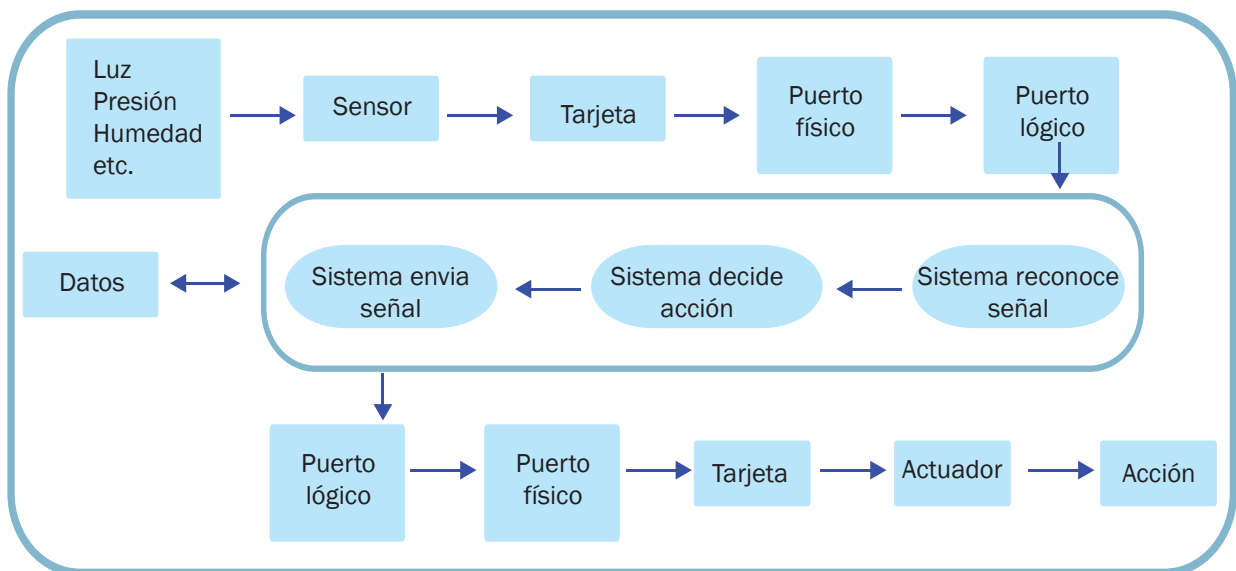 Luz
Presión
Humedad
etc.
Sensor
Tarjeta
Puerto
físico
Puerto
lógico
Datos
Sistema envia
señal
Sistema decide
acción
Sistema reconoce
señal
Puerto
lógico
Puerto
físico
Tarjeta
Actuador
Acción